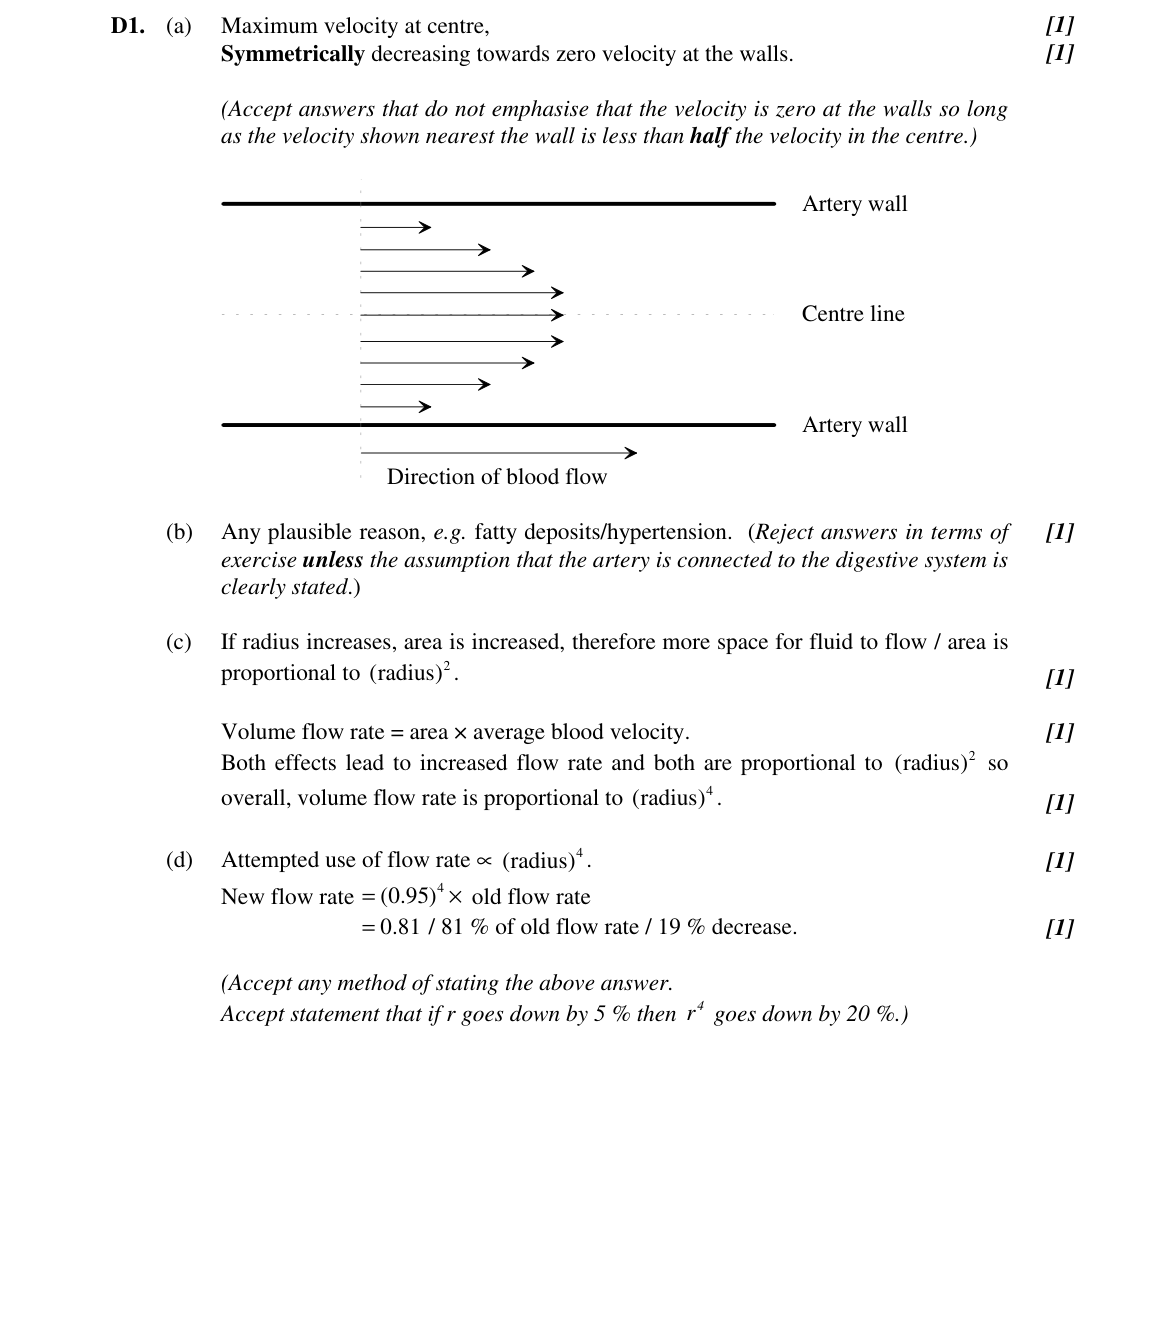 D1. (a) Maximum velocity at centre, [1]
Symmetrically decreasing towards zero velocity at the walls. [1]
(Accept answers that do not emphasise that the velocity is zero at the walls so long
as the velocity shown nearest the wall is less than half the velocity in the centre.)
Artery wall
Centre line
Artery wall
Direction of blood flow
(b) Any plausible reason, e.g. fatty deposits/hypertension. (Reject answers in terms of [1]
exercise unless the assumption that the artery is connected to the digestive system is
clearly stated.)
(c) If radius increases, area is increased, therefore more space for fluid to flow / area is
proportional to (radius)². [1]
Volume flow rate = area × average blood velocity. [1]
Both effects lead to increased flow rate and both are proportional to (radius)² so
overall, volume flow rate is proportional to (radius)⁴. [1]
(d) Attempted use of flow rate ∝ (radius)⁴. [1]
New flow rate = (0.95)⁴ × old flow rate
= 0.81 / 81 % of old flow rate / 19 % decrease. [1]
(Accept any method of stating the above answer.
Accept statement that if r goes down by 5 % then r⁴ goes down by 20 %.)